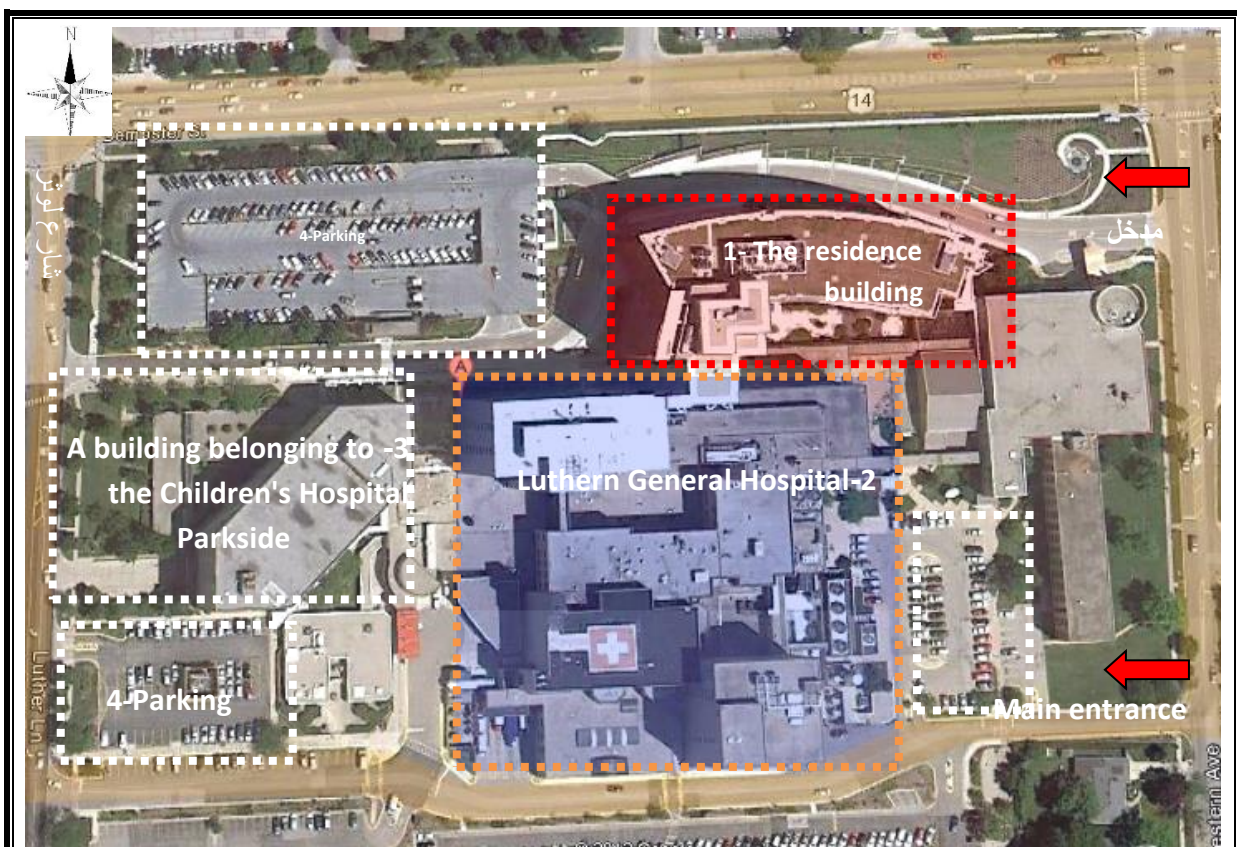 N
14
Dempster St
شارع لوثر
مدخل
4-Parking
1- The residence
building
A
A building belonging to -3
the Children's Hospital
Parkside
Luthern General Hospital-2
4-Parking
Main entrance
Luther Ln
estern Ave